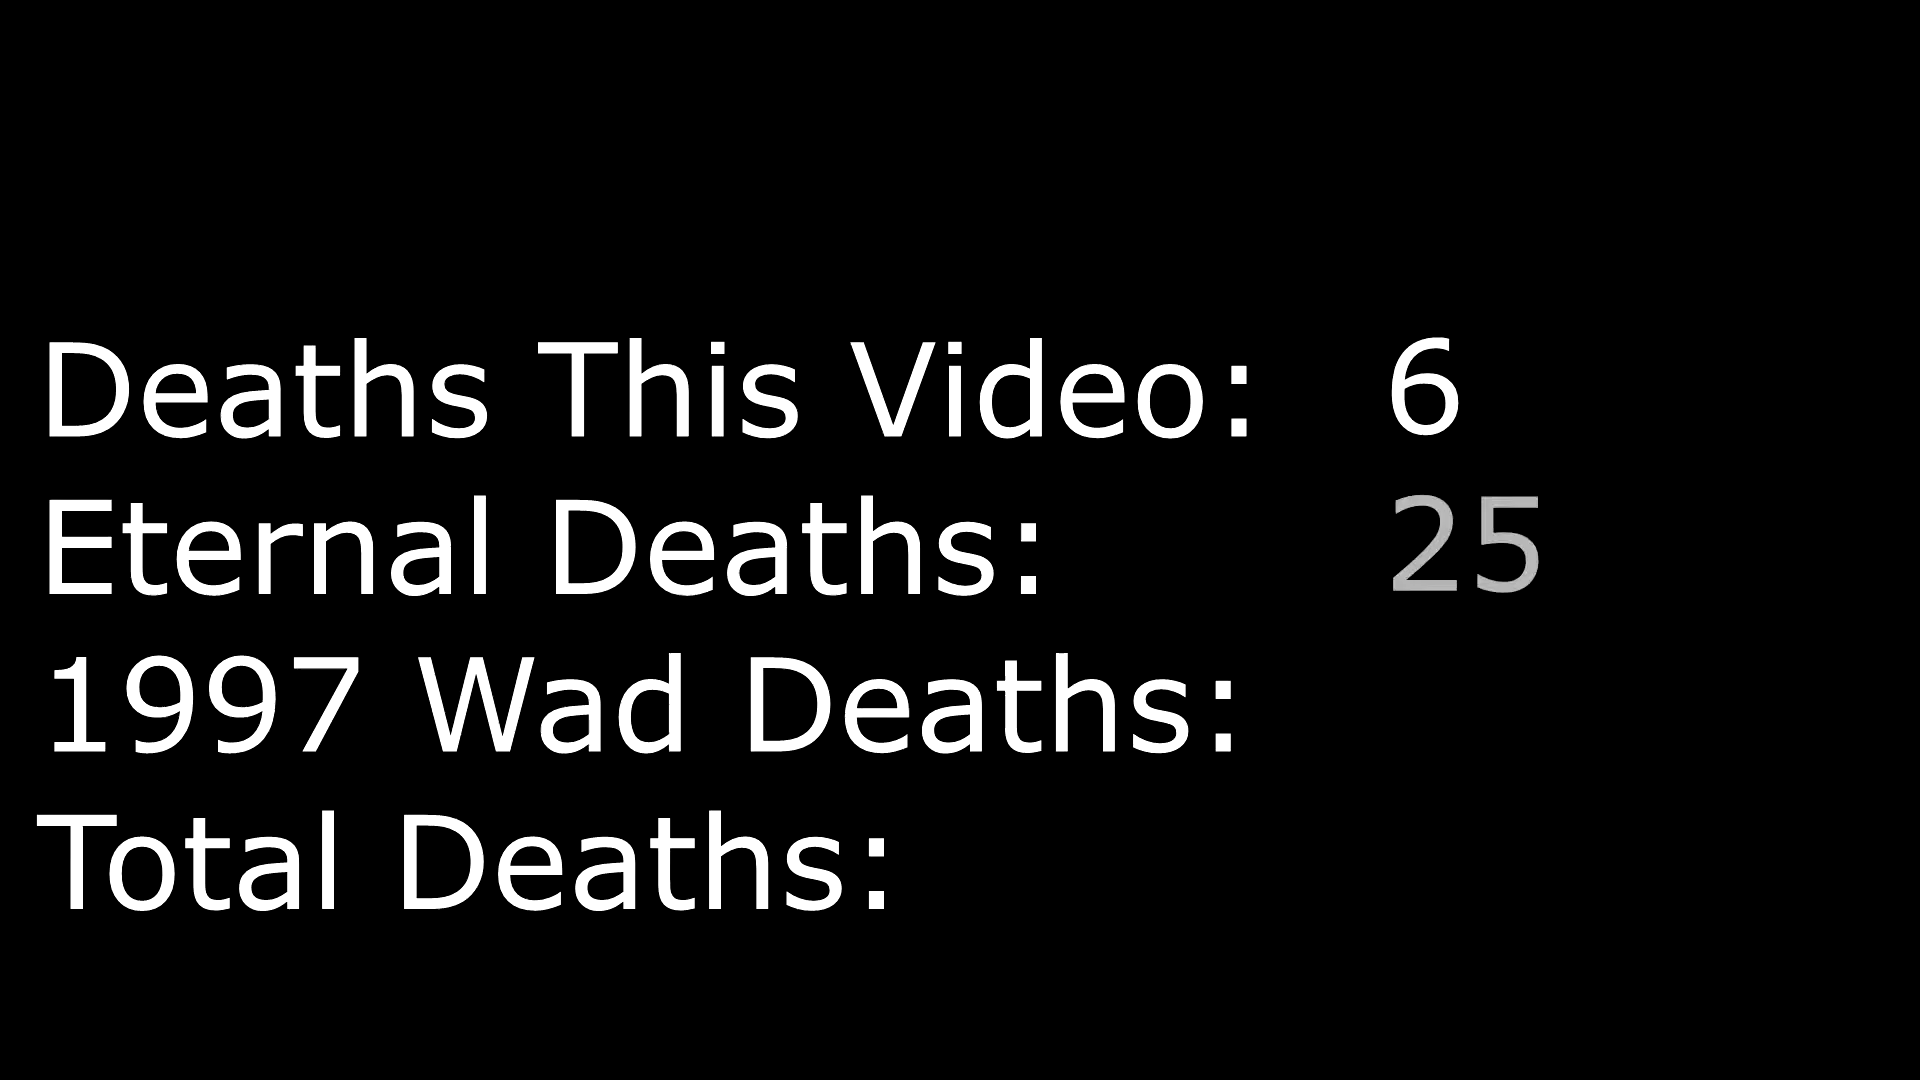 Deaths This Video: 6
Eternal Deaths: 25
1997 Wad Deaths:
Total Deaths: